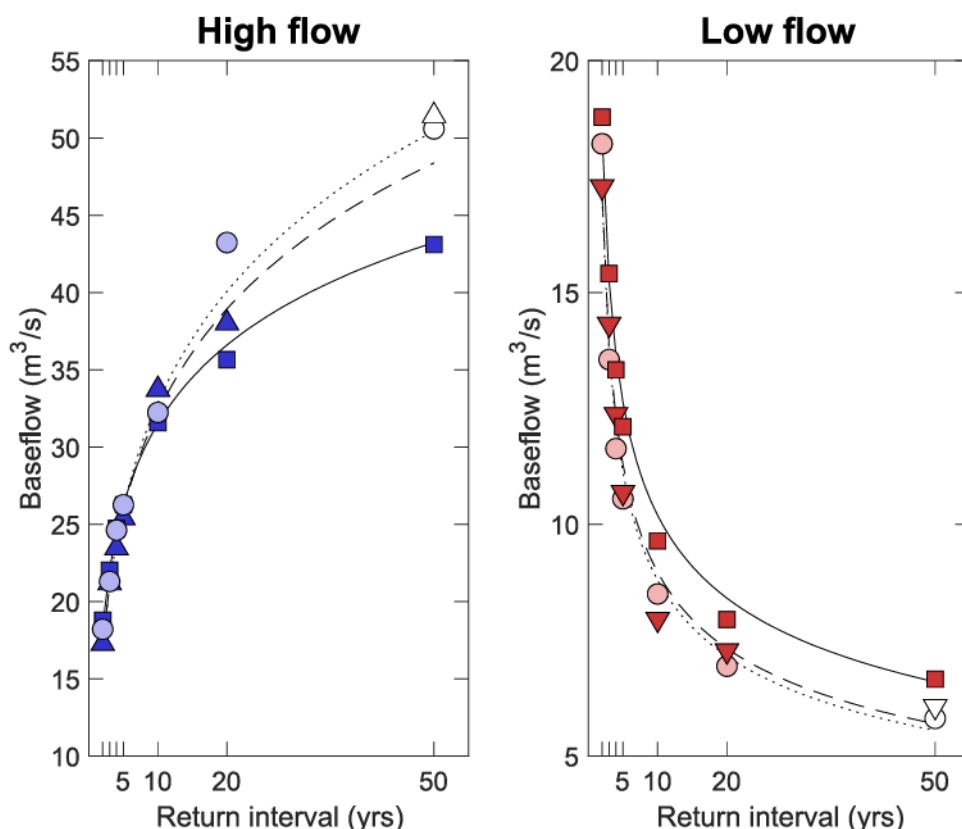 High flow
55
50
45
40
35
30
25
20
15
10
Baseflow (m³/s)
5 10 20 50
Return interval (yrs)
Low flow
20
15
10
5
Baseflow (m³/s)
5 10 20 50
Return interval (yrs)